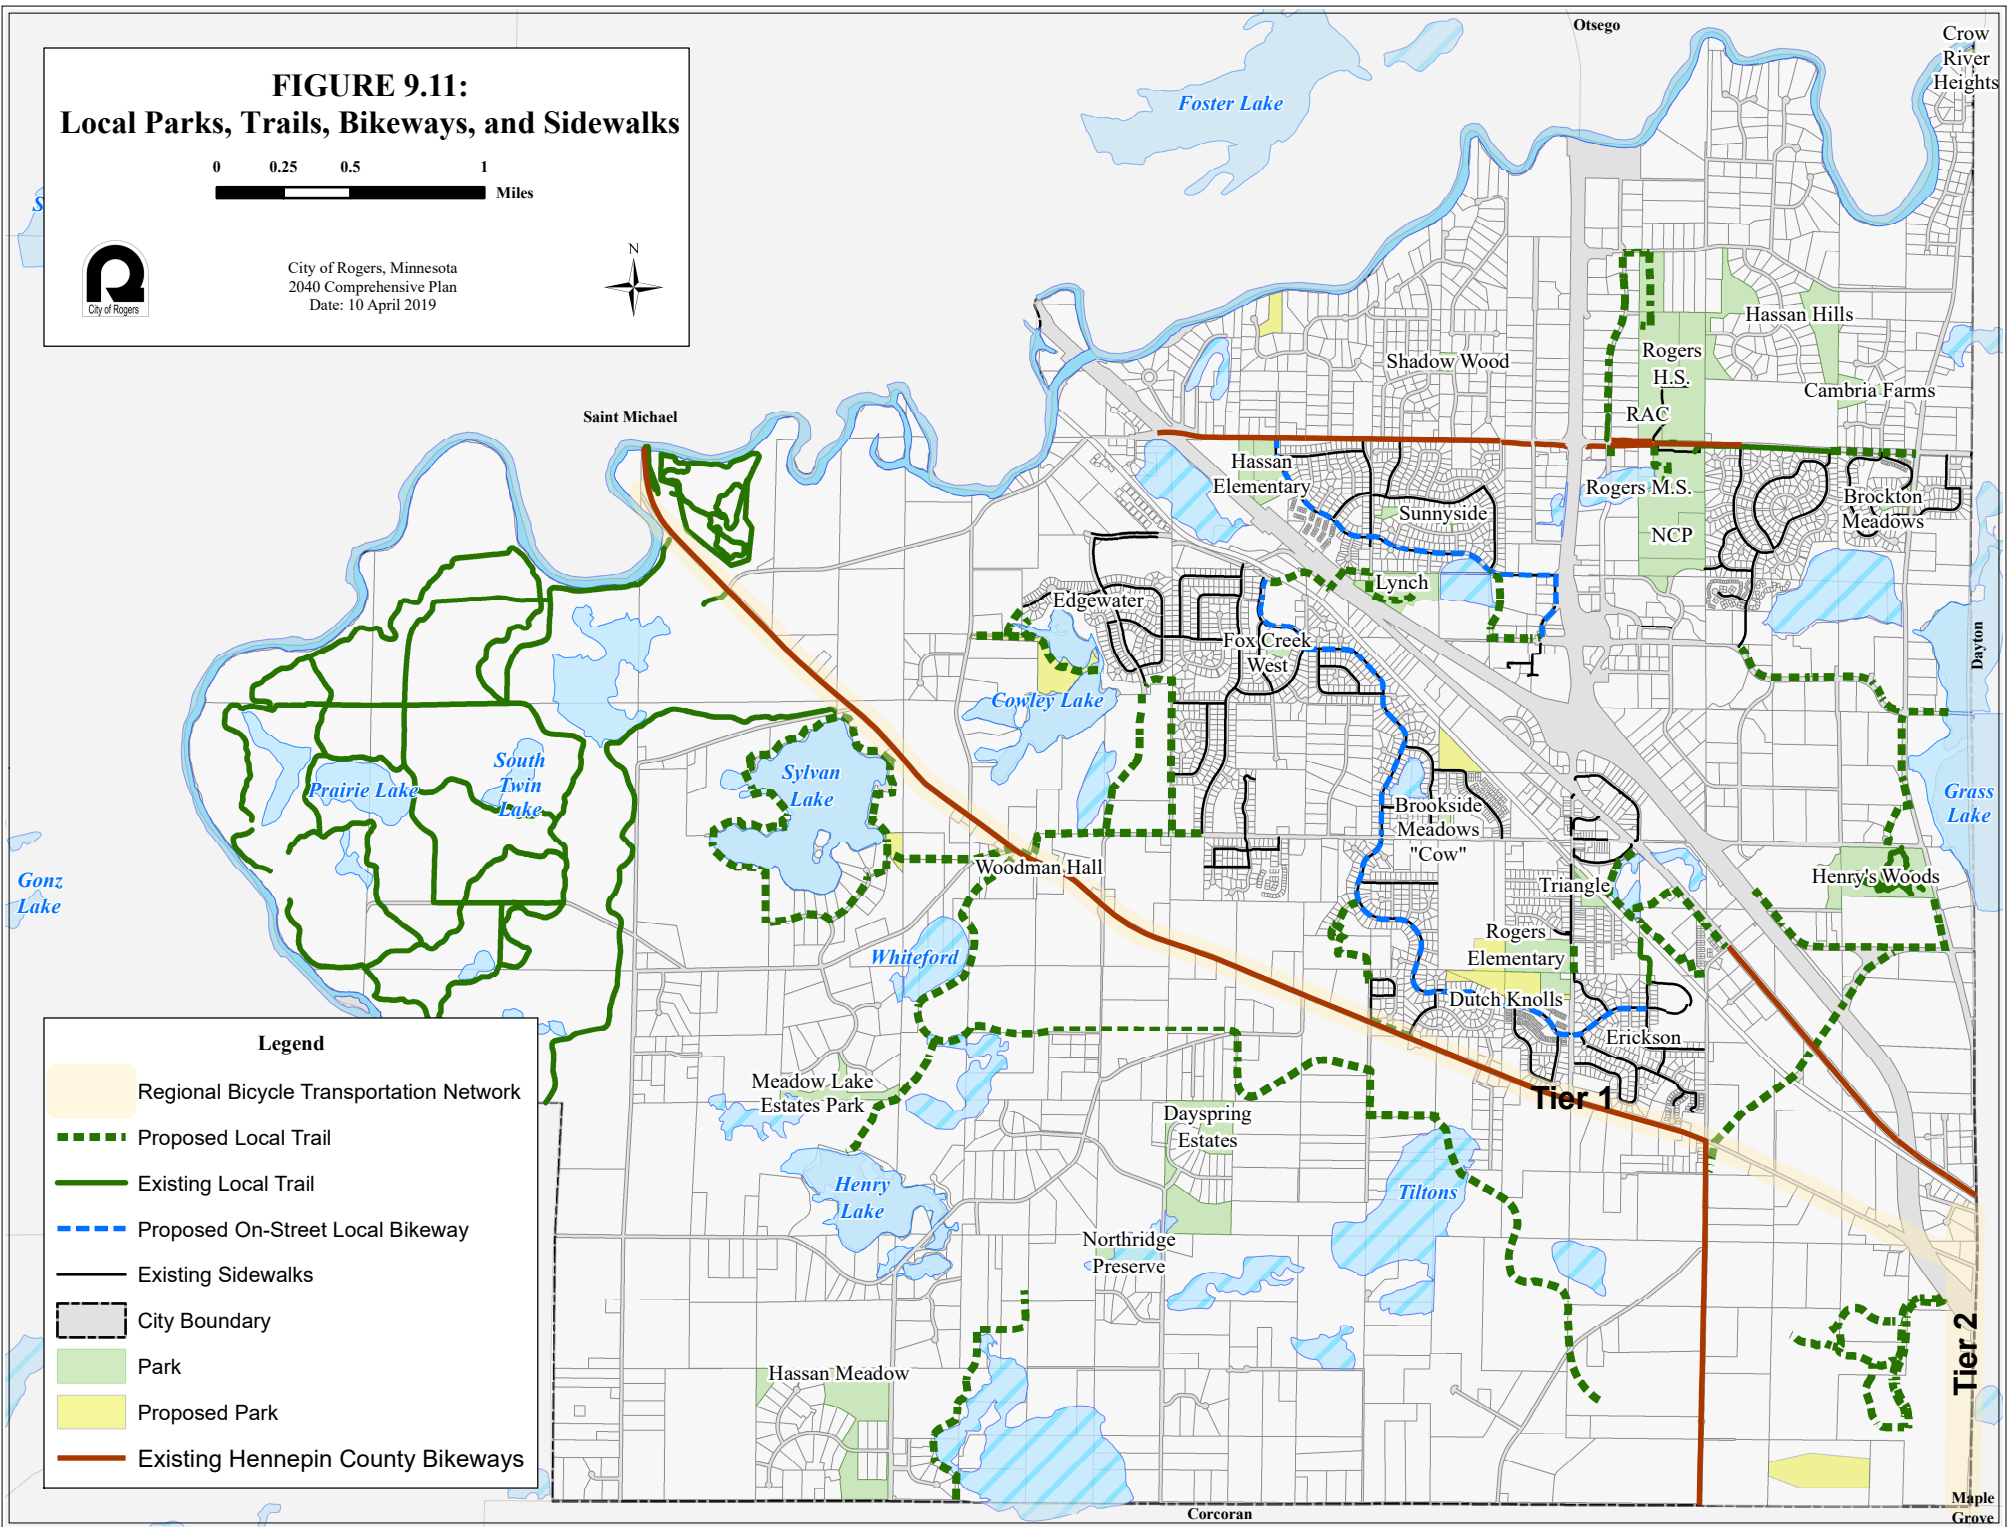 FIGURE 9.11:
Local Parks, Trails, Bikeways, and Sidewalks
0 0.25 0.5 1
Miles
City of Rogers
City of Rogers, Minnesota
2040 Comprehensive Plan
Date: 10 April 2019
N
S
Otsego
Crow
River
Heights
Foster Lake
Hassan Hills
Shadow Wood
Rogers
H.S.
Cambria Farms
RAC
Saint Michael
Hassan
Elementary
Rogers M.S.
Sunnyside
Brockton
Meadows
NCP
Lynch
Edgewater
Fox Creek
West
Dayton
Cowley Lake
Sylvan
Lake
South
Twin
Lake
Prairie Lake
Grass
Lake
Brookside
Meadows
"Cow"
Woodman Hall
Triangle
Henry's Woods
Gonz
Lake
Rogers
Elementary
Whiteford
Dutch Knolls
Erickson
Meadow Lake
Estates Park
Tier 1
Dayspring
Estates
Henry
Lake
Tiltons
Northridge
Preserve
Tier 2
Hassan Meadow
Legend
Regional Bicycle Transportation Network
Proposed Local Trail
Existing Local Trail
Proposed On-Street Local Bikeway
Existing Sidewalks
City Boundary
Park
Proposed Park
Existing Hennepin County Bikeways
Corcoran
Maple
Grove